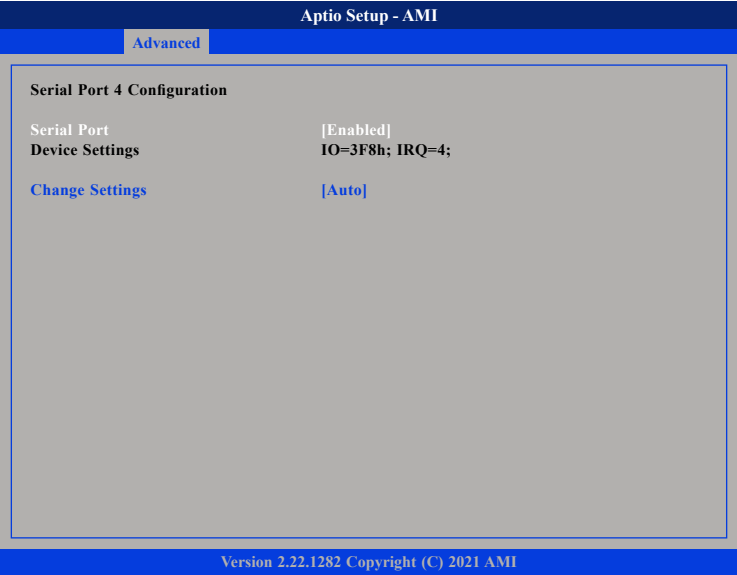 Aptio Setup - AMI
Advanced
Serial Port 4 Configuration
Serial Port [Enabled]
Device Settings IO=3F8h; IRQ=4;
Change Settings [Auto]
Version 2.22.1282 Copyright (C) 2021 AMI